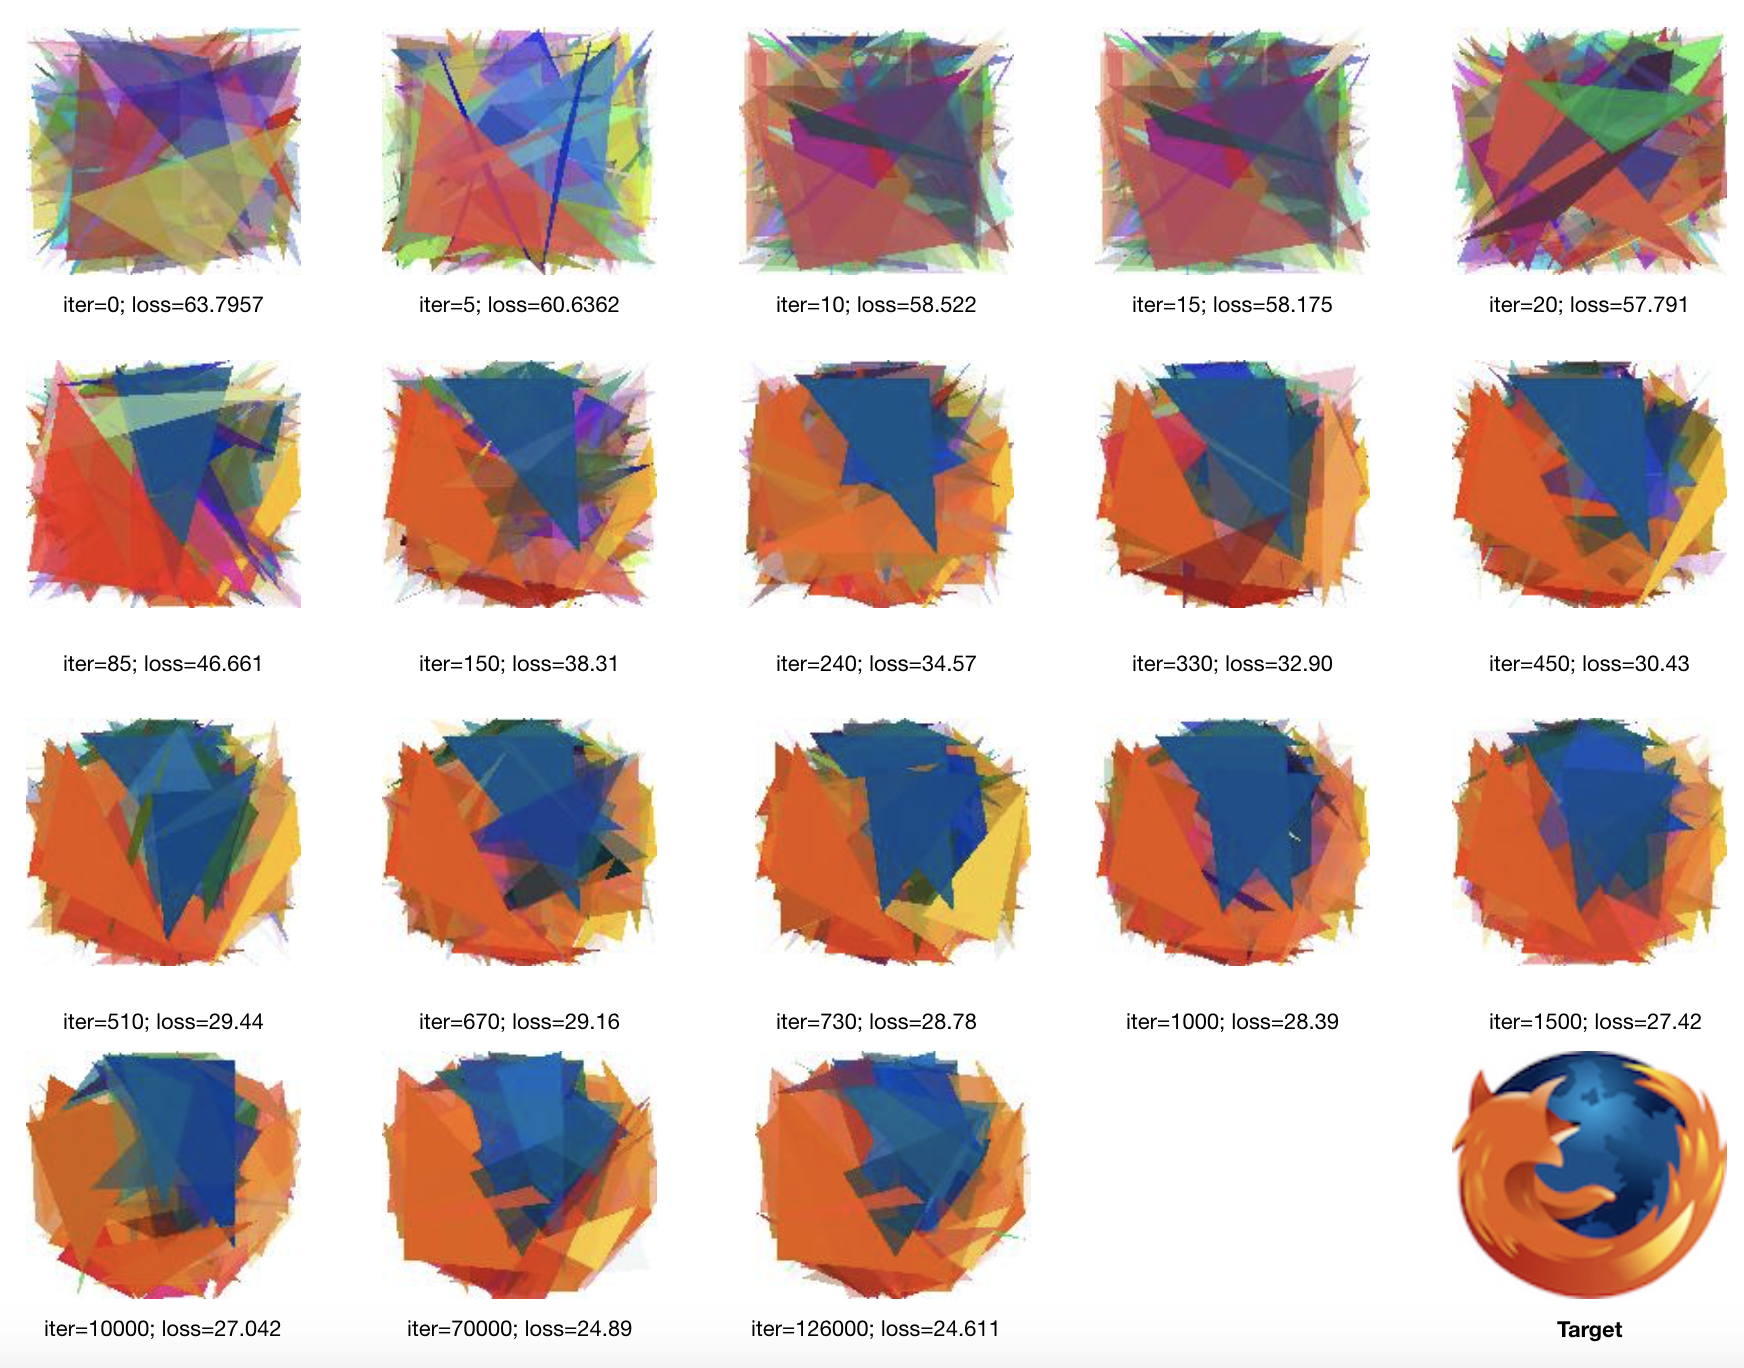 iter=0; loss=63.7957
iter=5; loss=60.6362
iter=10; loss=58.522
iter=15; loss=58.175
iter=20; loss=57.791
iter=85; loss=46.661
iter=150; loss=38.31
iter=240; loss=34.57
iter=330; loss=32.90
iter=450; loss=30.43
iter=510; loss=29.44
iter=670; loss=29.16
iter=730; loss=28.78
iter=1000; loss=28.39
iter=1500; loss=27.42
iter=10000; loss=27.042
iter=70000; loss=24.89
iter=126000; loss=24.611
Target